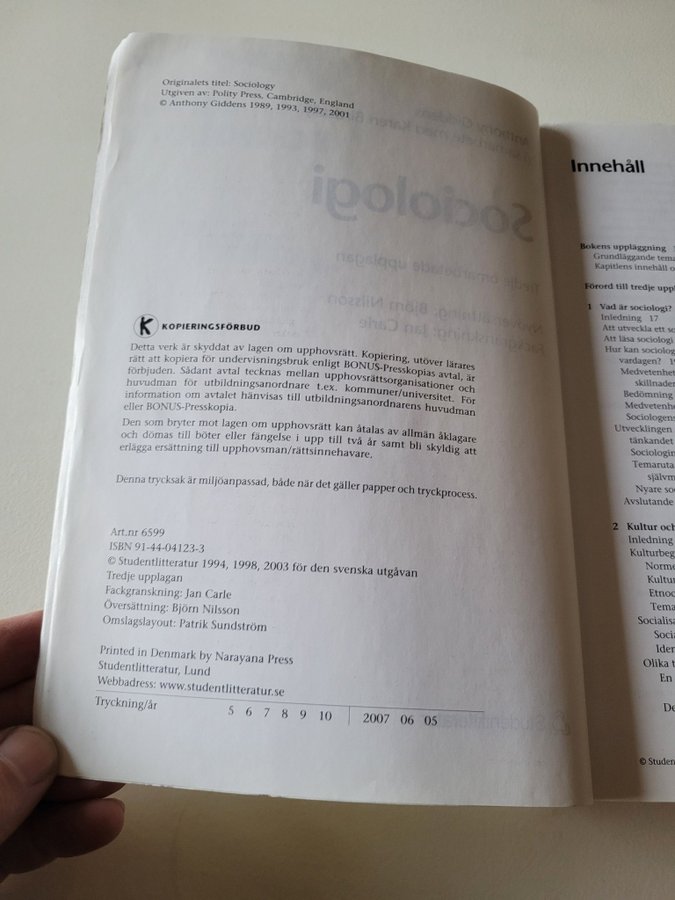 Originalets titel: Sociology
Utgiven av: Polity Press, Cambridge, England
© Anthony Giddens 1989, 1993, 1997, 2001
KOPIERINGSFÖRBUD
Detta verk är skyddat av lagen om upphovsrätt. Kopiering, utöver lärares
rätt att kopiera för undervisningsbruk enligt BONUS-Presskopias avtal, är
förbjuden. Sådant avtal tecknas mellan upphovsrättsorganisationer och
huvudman för utbildningsanordnare t.ex. kommuner/universitet. För
information om avtalet hänvisas till utbildningsanordnarens huvudman
eller BONUS-Presskopia.
Den som bryter mot lagen om upphovsrätt kan åtalas av allmän åklagare
och dömas till böter eller fängelse i upp till två år samt bli skyldig att
erlägga ersättning till upphovsman/rättsinnehavare.
Denna trycksak är miljöanpassad, både när det gäller papper och tryckprocess.
Art.nr 6599
ISBN 91-44-04123-3
© Studentlitteratur 1994, 1998, 2003 för den svenska utgåvan
Tredje upplagan
Fackgranskning: Jan Carle
Översättning: Björn Nilsson
Omslagslayout: Patrik Sundström
Printed in Denmark by Narayana Press
Studentlitteratur, Lund
Webbadress: www.studentlitteratur.se
Tryckning/år 5 6 7 8 9 10 2007 06 05
Innehåll
Bokens uppläggning
Grundläggande tema
Kapitlens innehåll o
Förord till tredje uppl
1 Vad är sociologi?
Inledning 17
Att utveckla ett so
Att läsa sociologi
Hur kan sociolog
vardagen? 1
Medvetenhet
skillnader
Bedömning
Medvetenhe
Sociologens
Utvecklingen
tänkandet
Sociologin
Temaruta
självm
Nyare so
Avslutande
2 Kultur och
Inledning
Kulturbeg
Norme
Kultur
Etnoc
Tema
Socialisa
Socia
Iden
Olika t
En
De
© Studen